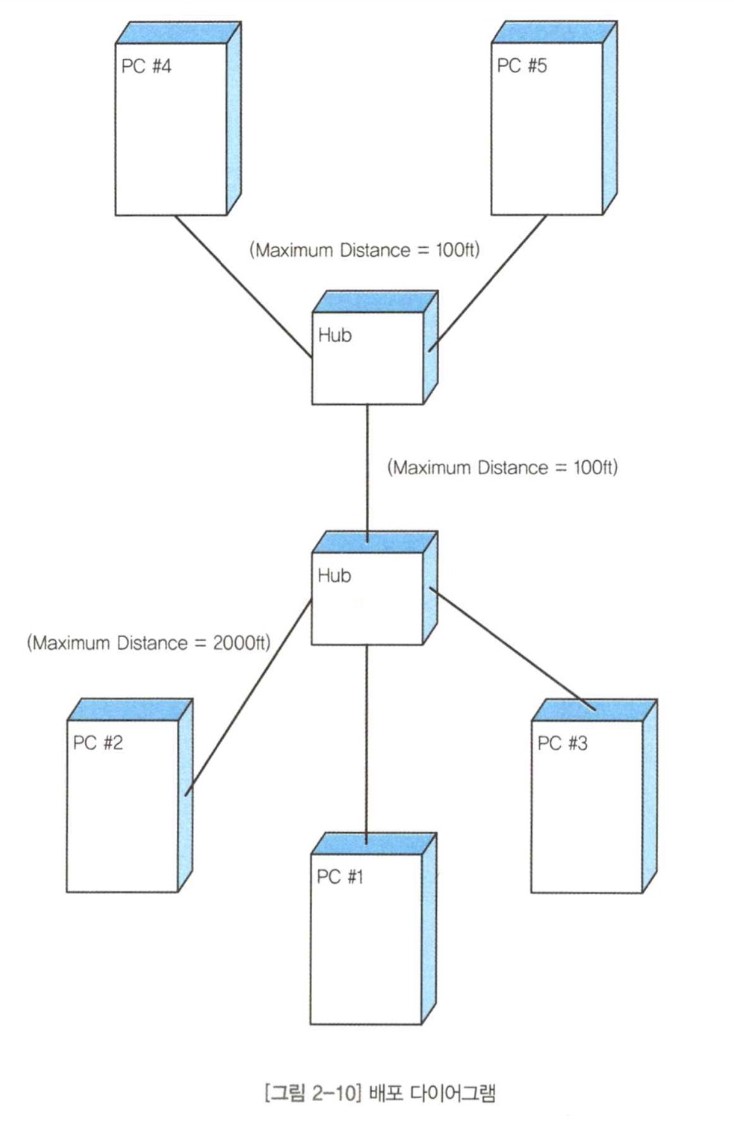 PC #4
PC #5
(Maximum Distance = 100ft)
Hub
(Maximum Distance = 100ft)
Hub
(Maximum Distance = 2000ft)
PC #2
PC #3
PC #1
[그림 2-10] 배포 다이어그램